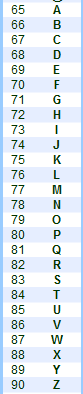 65 A
66 B
67 C
68 D
69 E
70 F
71 G
72 H
73 I
74 J
75 K
76 L
77 M
78 N
79 O
80 P
81 Q
82 R
83 S
84 T
85 U
86 V
87 W
88 X
89 Y
90 Z